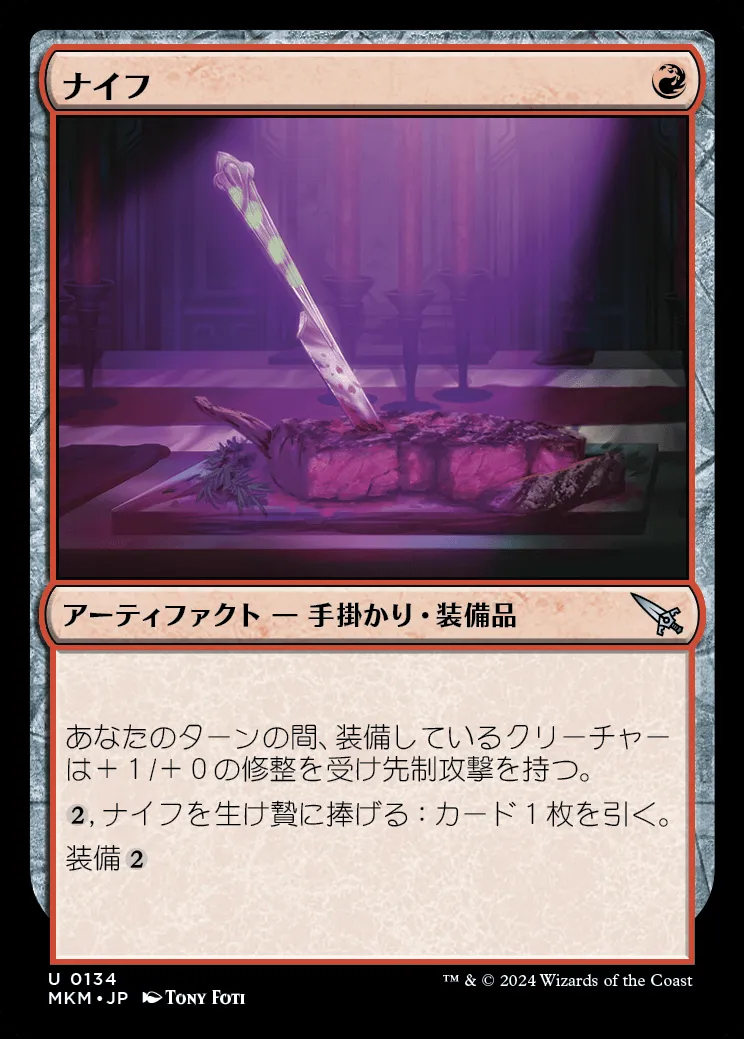 ナイフ
アーティファクト — 手掛かり・装備品
あなたのターンの間、装備しているクリーチャー
は＋１/＋０の修整を受け先制攻撃を持つ。
2, ナイフを生け贄に捧げる：カード１枚を引く。
装備 2
U 0134
MKM • JP Tony Foti
™ & © 2024 Wizards of the Coast